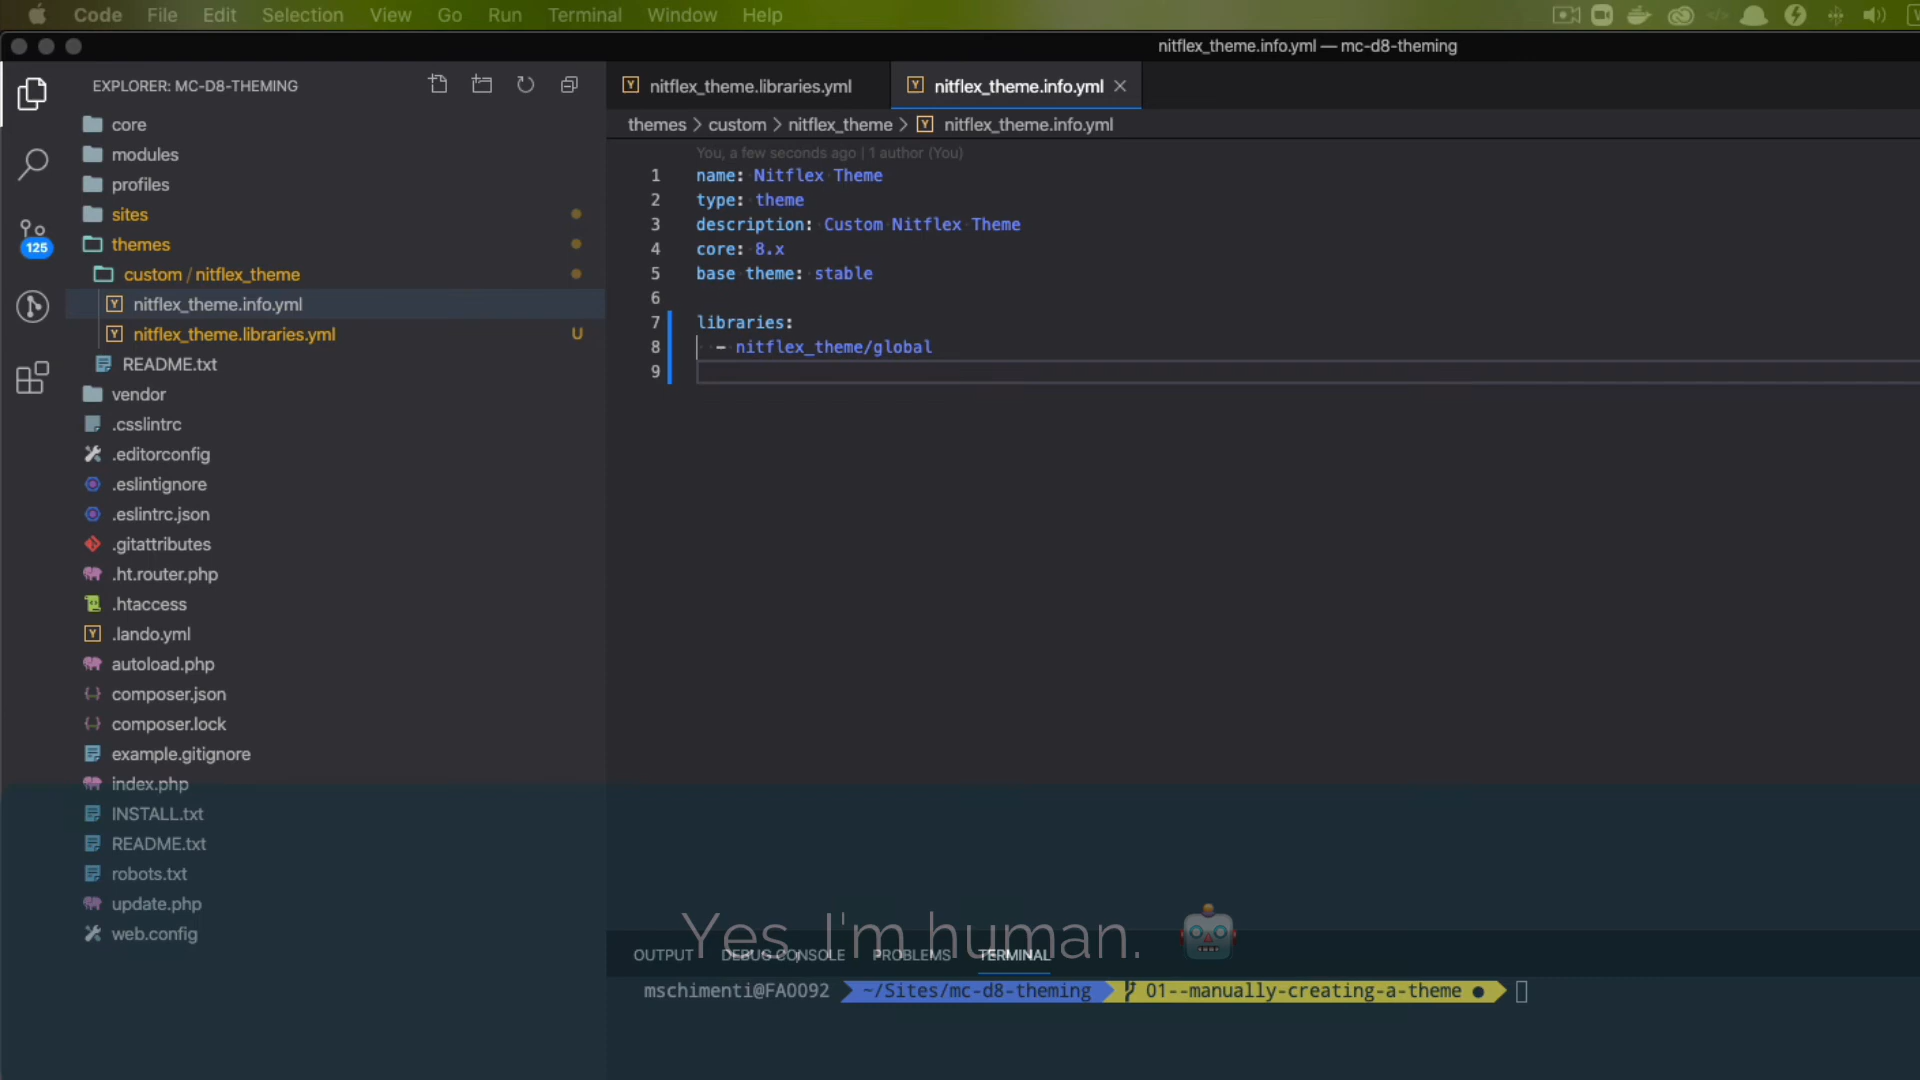 Code File Edit Selection View Go Run Terminal Window Help
nitflex_theme.info.yml — mc-d8-theming
EXPLORER: MC-D8-THEMING
nitflex_theme.libraries.yml
nitflex_theme.info.yml
themes > custom > nitflex_theme > nitflex_theme.info.yml
125
core
modules
profiles
sites
themes
custom / nitflex_theme
nitflex_theme.info.yml
nitflex_theme.libraries.yml U
README.txt
vendor
.csslintrc
.editorconfig
.eslintignore
.eslintrc.json
.gitattributes
.ht.router.php
.htaccess
.lando.yml
autoload.php
composer.json
composer.lock
example.gitignore
index.php
INSTALL.txt
README.txt
robots.txt
update.php
web.config
You, a few seconds ago | 1 author (You)
1 name: Nitflex Theme
2 type: theme
3 description: Custom Nitflex Theme
4 core: 8.x
5 base theme: stable
6
7 libraries:
8 - nitflex_theme/global
9
Yes, I'm human.
OUTPUT DEBUG CONSOLE PROBLEMS TERMINAL
mschimenti@FA0092 ~/Sites/mc-d8-theming 01--manually-creating-a-theme ●